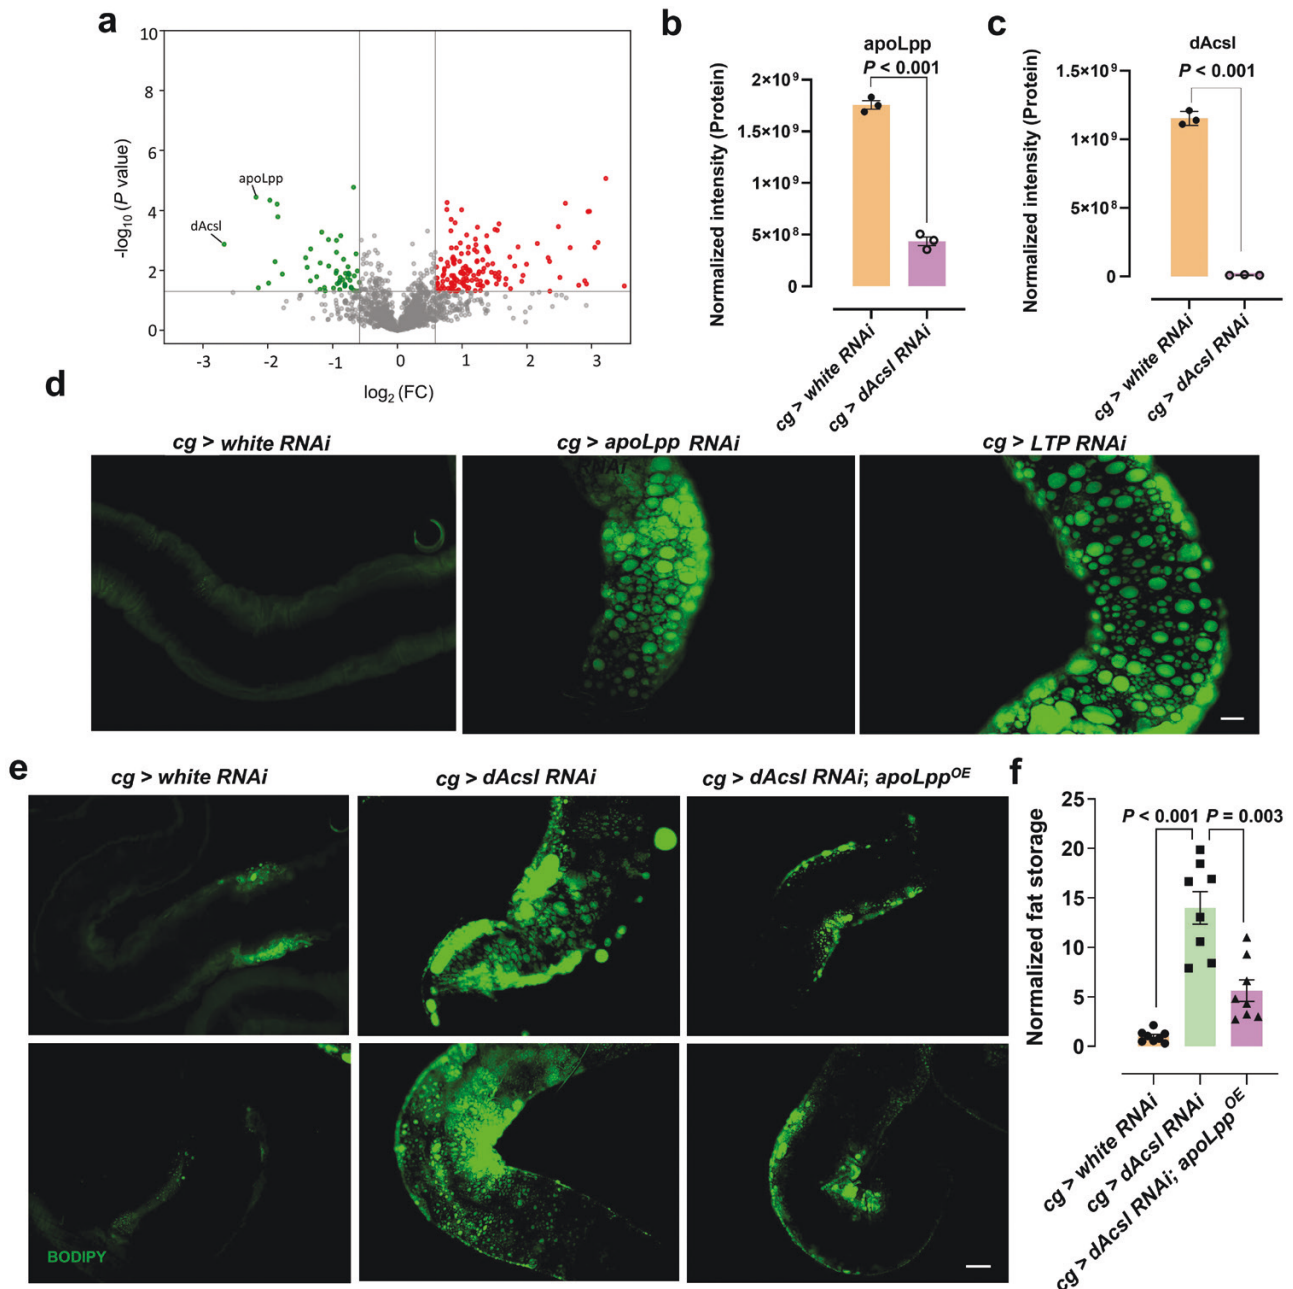 a
10
8
6
4
2
0
-log10 (P value)
apoLpp
dAcsl
-3
-2
-1
0
1
2
3
log2 (FC)
b
apoLpp
P < 0.001
Normalized intensity (Protein)
2×10⁹
1.5×10⁹
1×10⁹
5×10⁸
0
cg > white RNAi
cg > dAcsl RNAi
c
dAcsl
P < 0.001
Normalized intensity (Protein)
1.5×10⁹
1×10⁹
5×10⁸
0
cg > white RNAi
cg > dAcsl RNAi
d
cg > white RNAi
cg > apoLpp RNAi
RNAi
cg > LTP RNAi
e
cg > white RNAi
cg > dAcsl RNAi
cg > dAcsl RNAi; apoLpp^OE
BODIPY
f
Normalized fat storage
25
20
15
10
5
0
P < 0.001
P = 0.003
cg > white RNAi
cg > dAcsl RNAi
cg > dAcsl RNAi; apoLpp^OE